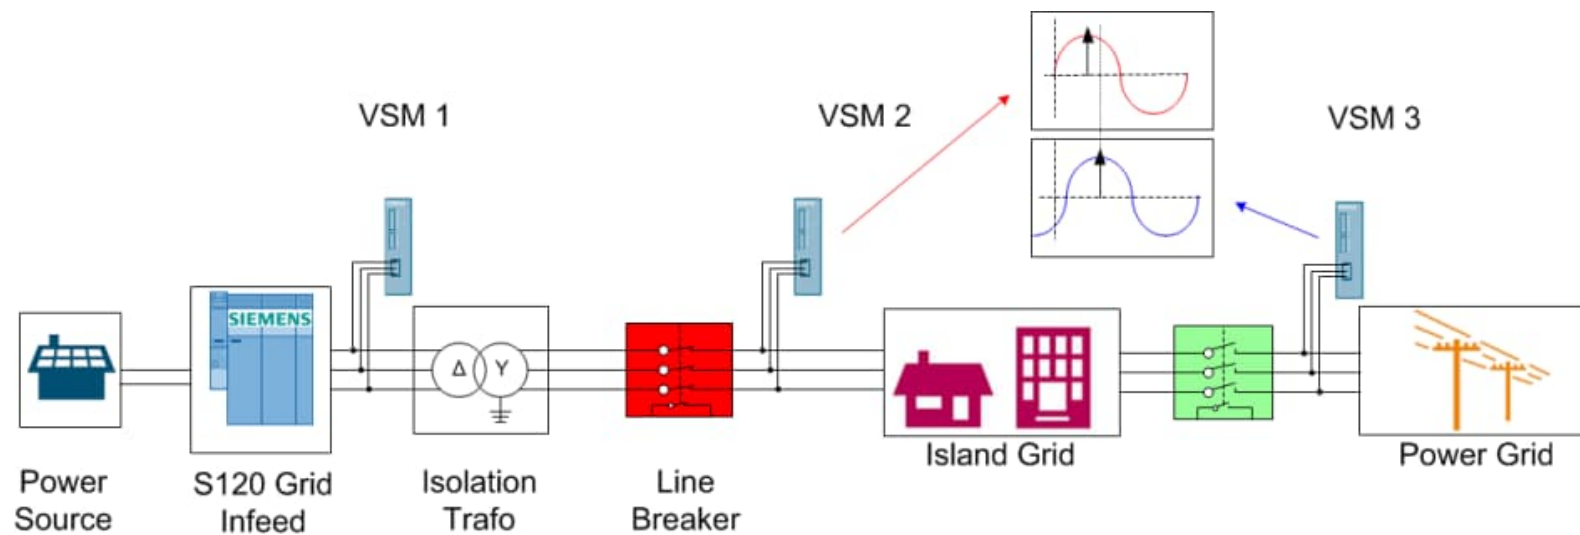 VSM 1
VSM 2
VSM 3
SIEMENS
Δ
Y
Island Grid
Power Grid
Power
Source
S120 Grid
Infeed
Isolation
Trafo
Line
Breaker